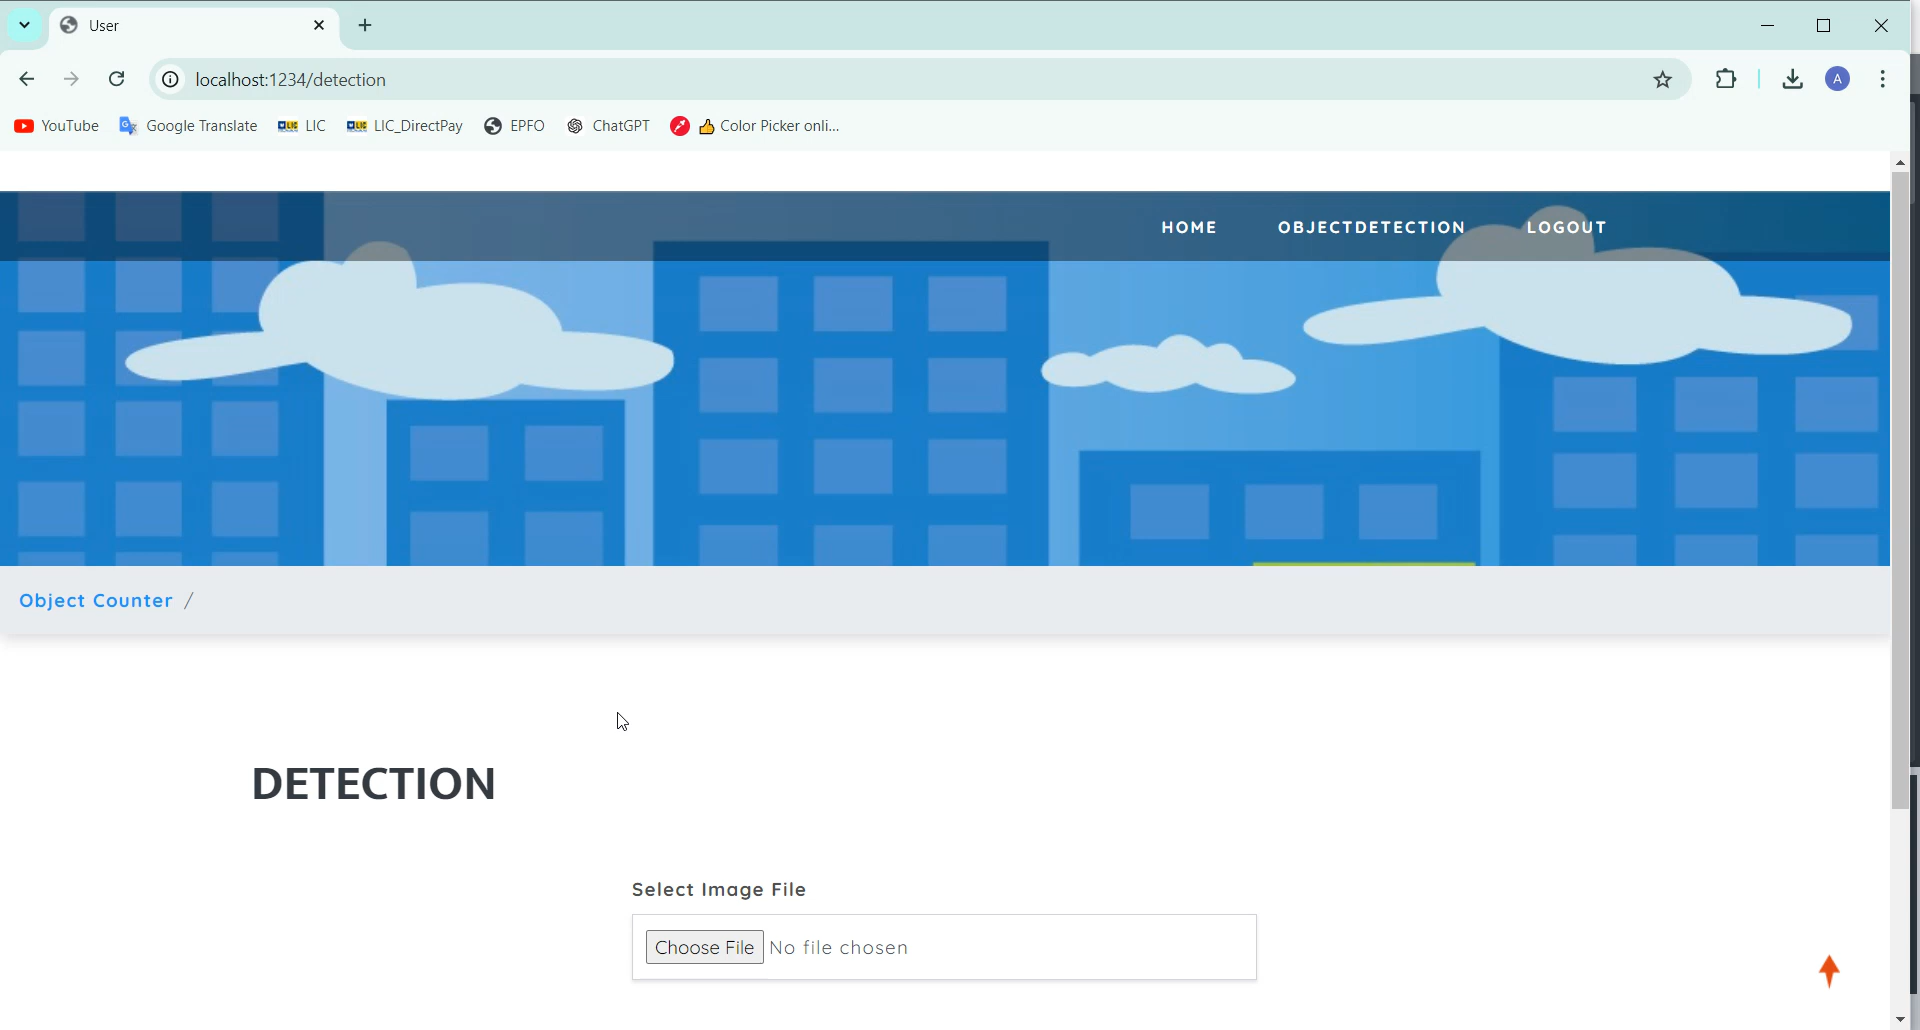 User
localhost:1234/detection
A
YouTube Google Translate LIC LIC_DirectPay EPFO ChatGPT 👍 Color Picker onli...
HOME OBJECTDETECTION LOGOUT
Object Counter /
DETECTION
Select Image File
Choose File No file chosen